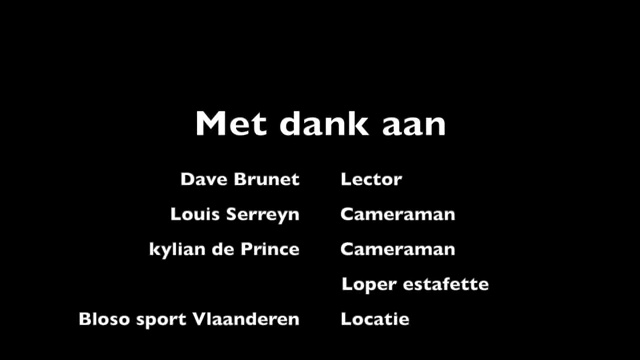 Met dank aan
Dave Brunet Lector
Louis Serreyn Cameraman
kylian de Prince Cameraman
Loper estafette
Bloso sport Vlaanderen Locatie